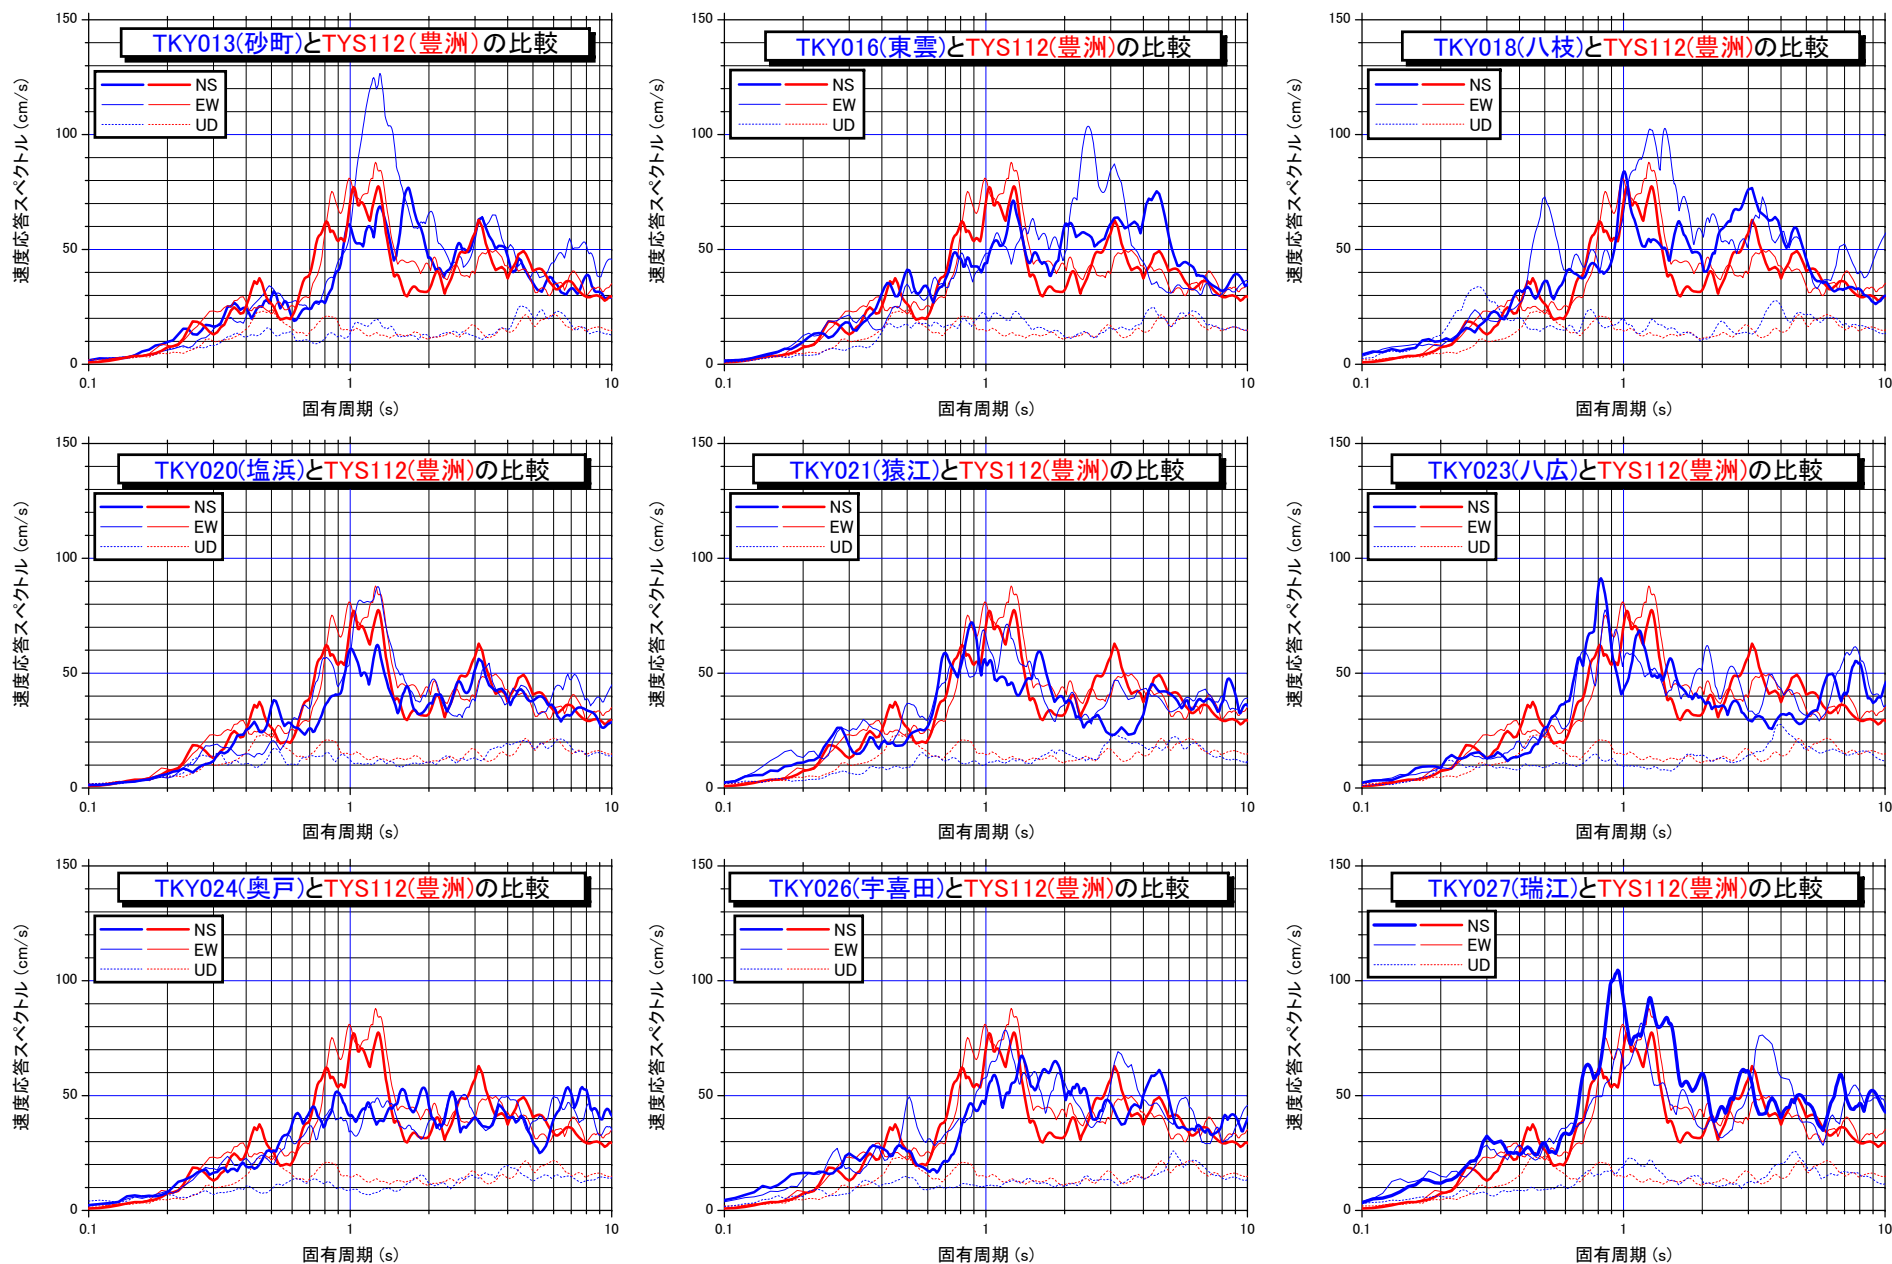 TKY013(砂町)とTYS112(豊洲)の比較
NS
EW
UD
速度応答スペクトル (cm/s)
150
100
50
0
0.1
1
10
固有周期 (s)
TKY016(東雲)とTYS112(豊洲)の比較
NS
EW
UD
速度応答スペクトル (cm/s)
150
100
50
0
0.1
1
10
固有周期 (s)
TKY018(八枝)とTYS112(豊洲)の比較
NS
EW
UD
速度応答スペクトル (cm/s)
150
100
50
0
0.1
1
10
固有周期 (s)
TKY020(塩浜)とTYS112(豊洲)の比較
NS
EW
UD
速度応答スペクトル (cm/s)
150
100
50
0
0.1
1
10
固有周期 (s)
TKY021(猿江)とTYS112(豊洲)の比較
NS
EW
UD
速度応答スペクトル (cm/s)
150
100
50
0
0.1
1
10
固有周期 (s)
TKY023(八広)とTYS112(豊洲)の比較
NS
EW
UD
速度応答スペクトル (cm/s)
150
100
50
0
0.1
1
10
固有周期 (s)
TKY024(奥戸)とTYS112(豊洲)の比較
NS
EW
UD
速度応答スペクトル (cm/s)
150
100
50
0
0.1
1
10
固有周期 (s)
TKY026(宇喜田)とTYS112(豊洲)の比較
NS
EW
UD
速度応答スペクトル (cm/s)
150
100
50
0
0.1
1
10
固有周期 (s)
TKY027(瑞江)とTYS112(豊洲)の比較
NS
EW
UD
速度応答スペクトル (cm/s)
150
100
50
0
0.1
1
10
固有周期 (s)